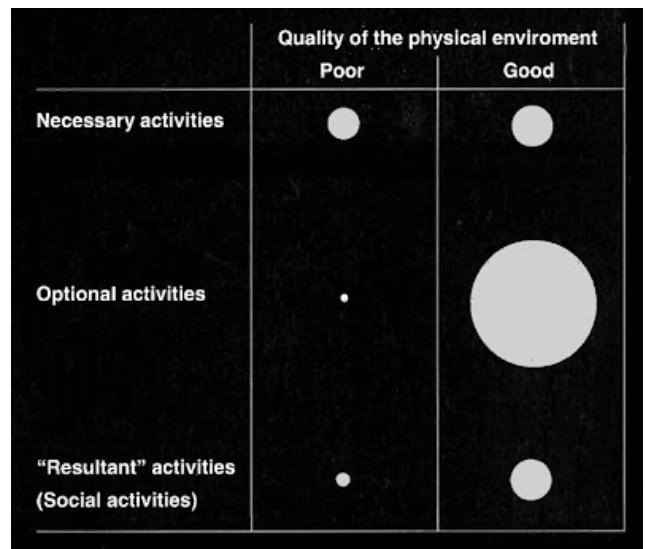 Quality of the physical enviroment
Poor Good
Necessary activities
Optional activities
“Resultant” activities
(Social activities)